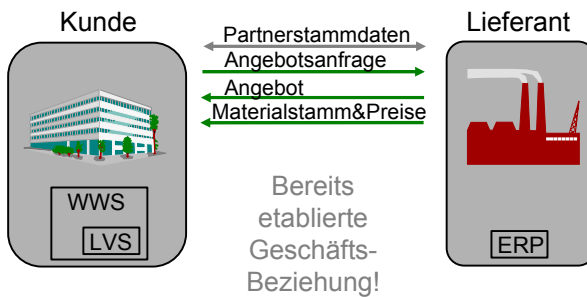 Kunde
Lieferant
Partnerstammdaten
Angebotsanfrage
Angebot
Materialstamm&Preise
WWS
LVS
Bereits
etablierte
Geschäfts-
Beziehung!
ERP